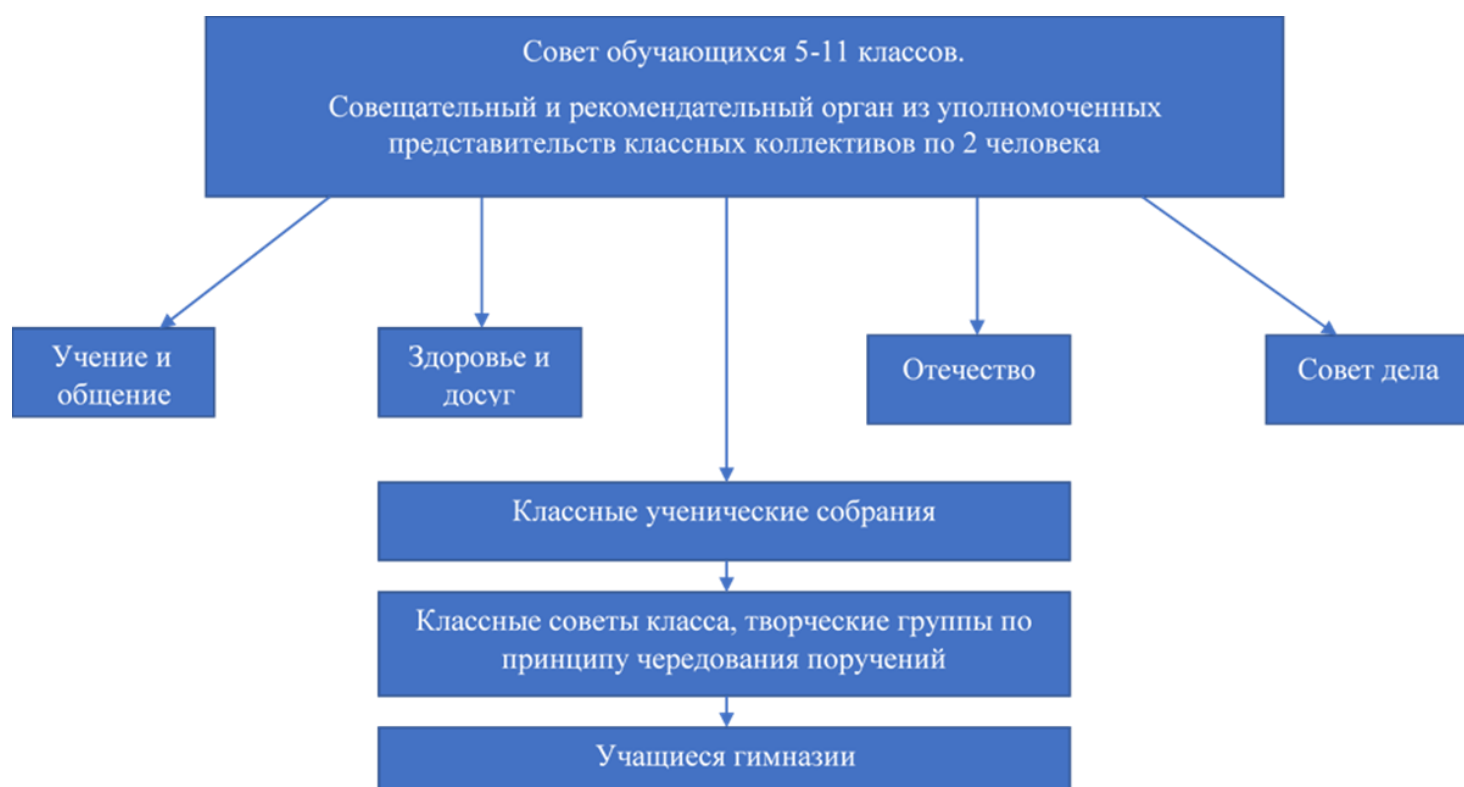 Совет обучающихся 5-11 классов.
Совещательный и рекомендательный орган из уполномоченных
представительств классных коллективов по 2 человека
Учение и
общение
Здоровье и
досуг
Отечество
Совет дела
Классные ученические собрания
Классные советы класса, творческие группы по
принципу чередования поручений
Учащиеся гимназии